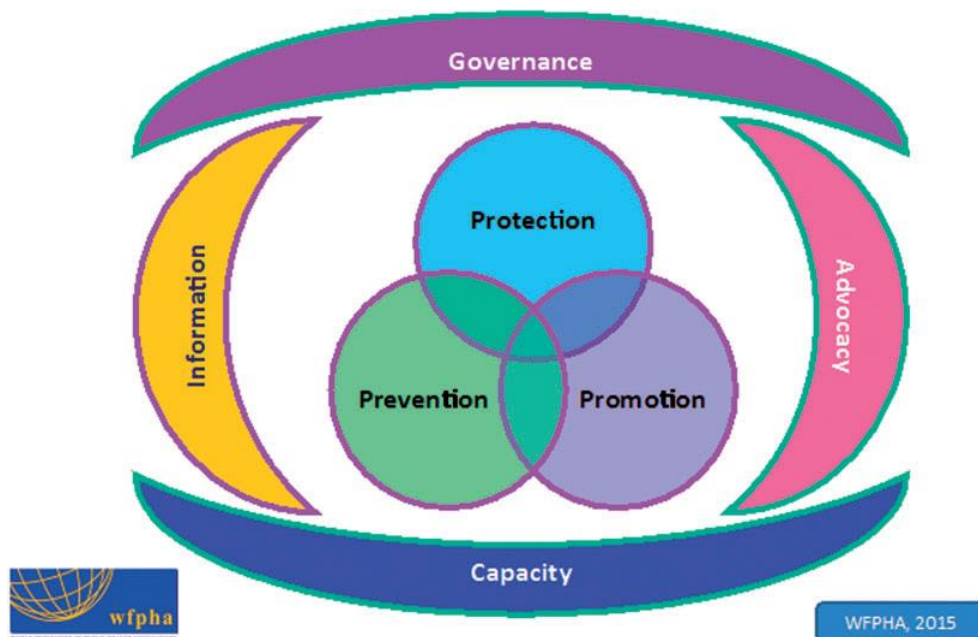 Governance
Protection
Information
Advocacy
Prevention
Promotion
Capacity
wfpha
WFPHA, 2015